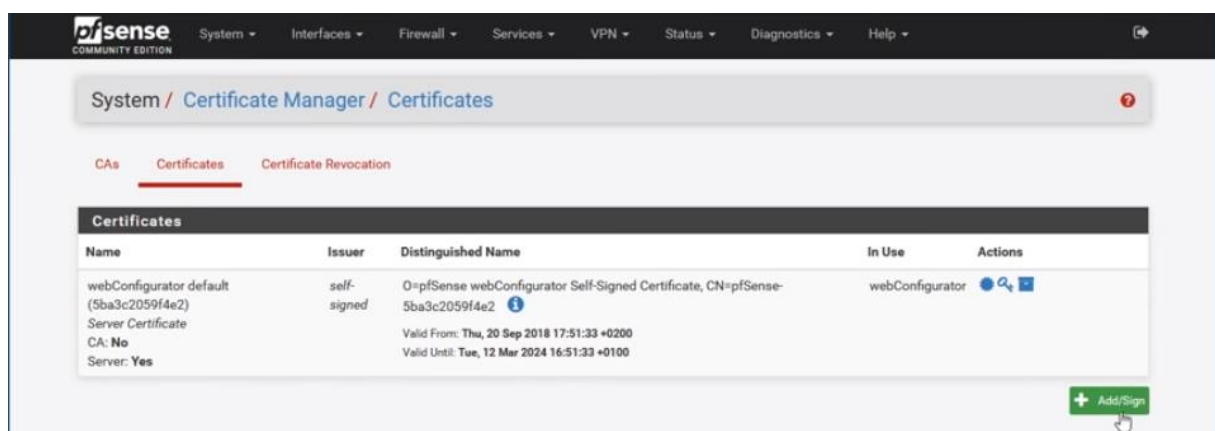 pfsense System Interfaces Firewall Services VPN Status Diagnostics Help
COMMUNITY EDITION
System / Certificate Manager / Certificates
CAs Certificates Certificate Revocation
Certificates
Name Issuer Distinguished Name In Use Actions
webConfigurator default self- O=pfSense webConfigurator Self-Signed Certificate, CN=pfSense- webConfigurator
(5ba3c2059f4e2) signed 5ba3c2059f4e2
Server Certificate
CA: No
Server: Yes
Valid From: Thu, 20 Sep 2018 17:51:33 +0200
Valid Until: Tue, 12 Mar 2024 16:51:33 +0100
Add/Sign